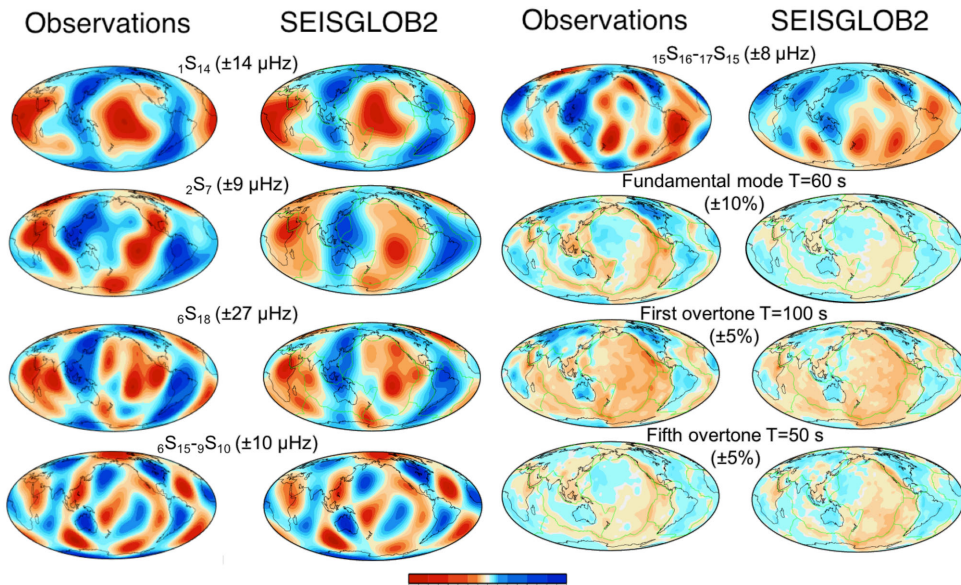 Observations SEISGLOB2 Observations SEISGLOB2
₁S₁₄ (±14 µHz)
₁₅S₁₆-₁₇S₁₅ (±8 µHz)
₂S₇ (±9 µHz)
Fundamental mode T=60 s
(±10%)
₆S₁₈ (±27 µHz)
First overtone T=100 s
(±5%)
₆S₁₅-₉S₁₀ (±10 µHz)
Fifth overtone T=50 s
(±5%)